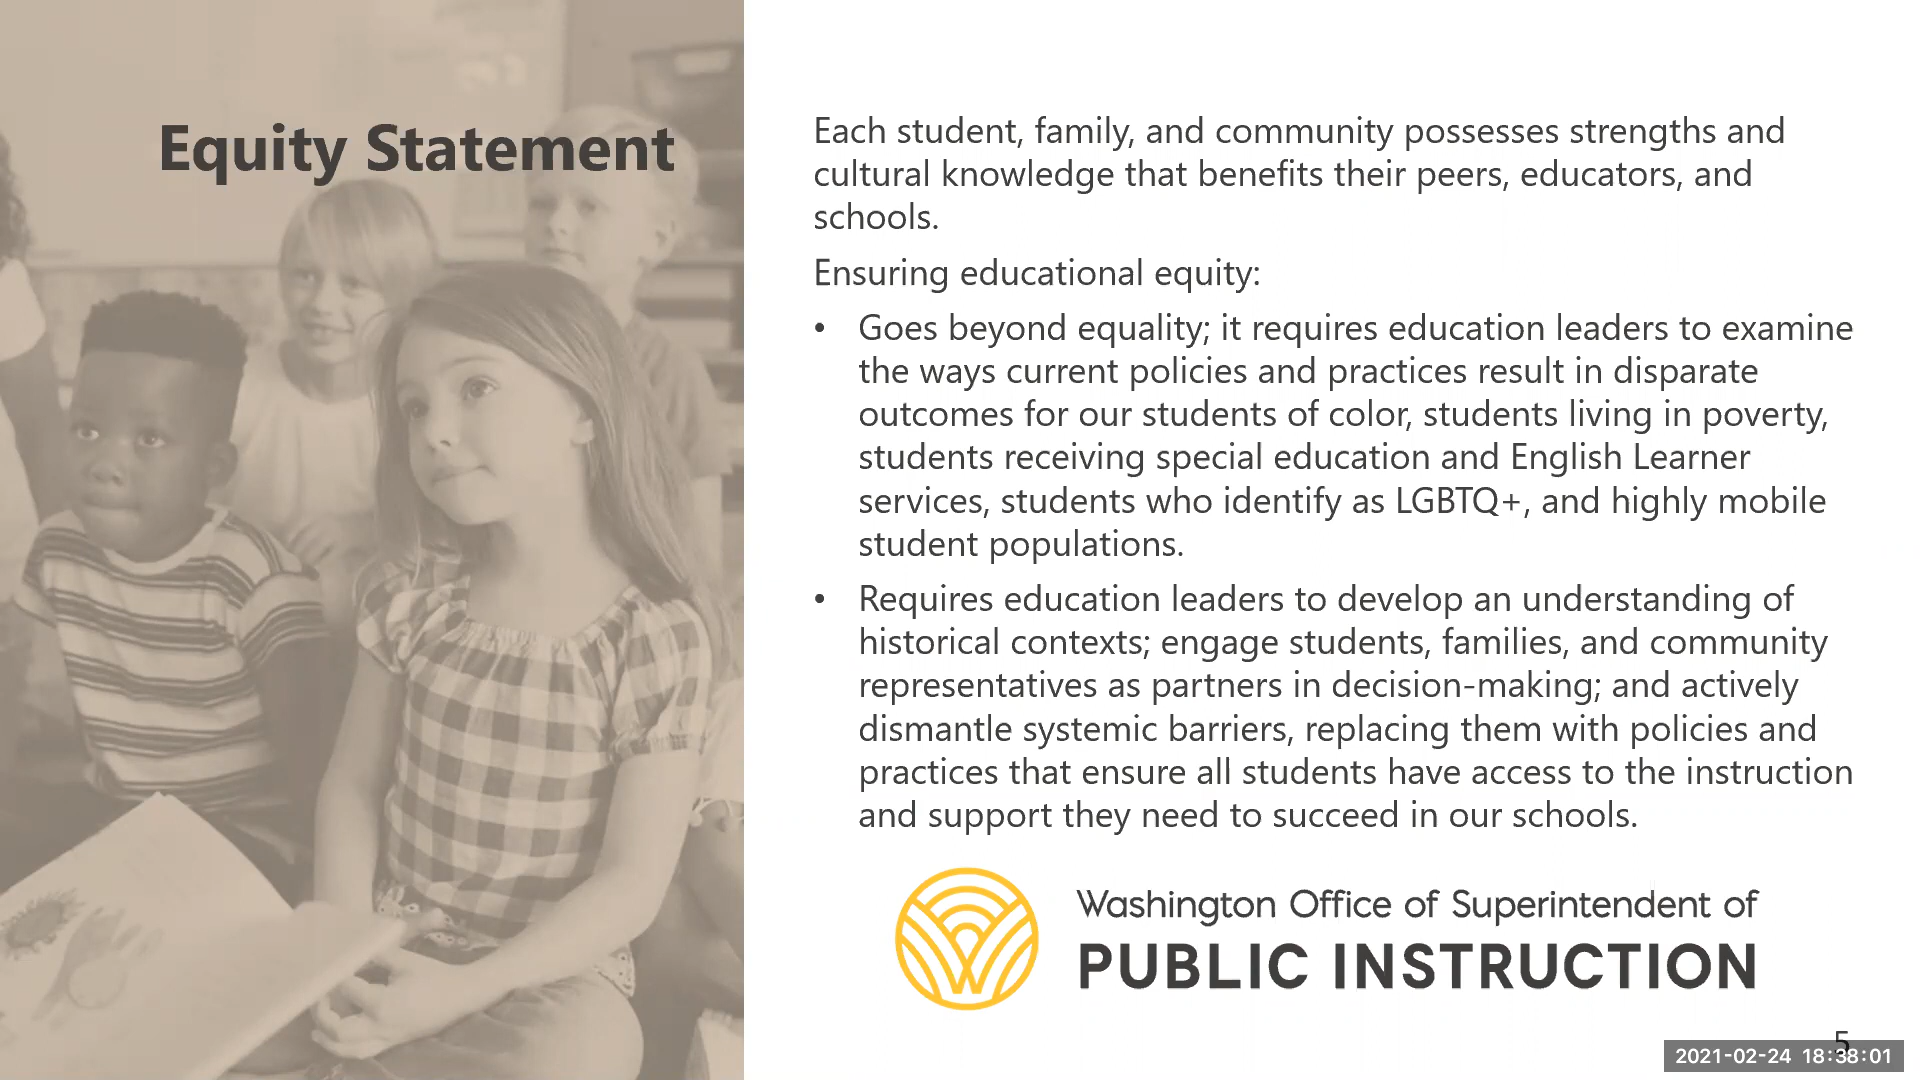 Equity Statement
Each student, family, and community possesses strengths and
cultural knowledge that benefits their peers, educators, and
schools.
Ensuring educational equity:
• Goes beyond equality; it requires education leaders to examine
the ways current policies and practices result in disparate
outcomes for our students of color, students living in poverty,
students receiving special education and English Learner
services, students who identify as LGBTQ+, and highly mobile
student populations.
• Requires education leaders to develop an understanding of
historical contexts; engage students, families, and community
representatives as partners in decision-making; and actively
dismantle systemic barriers, replacing them with policies and
practices that ensure all students have access to the instruction
and support they need to succeed in our schools.
Washington Office of Superintendent of
PUBLIC INSTRUCTION
5
2021-02-24 18:38:01